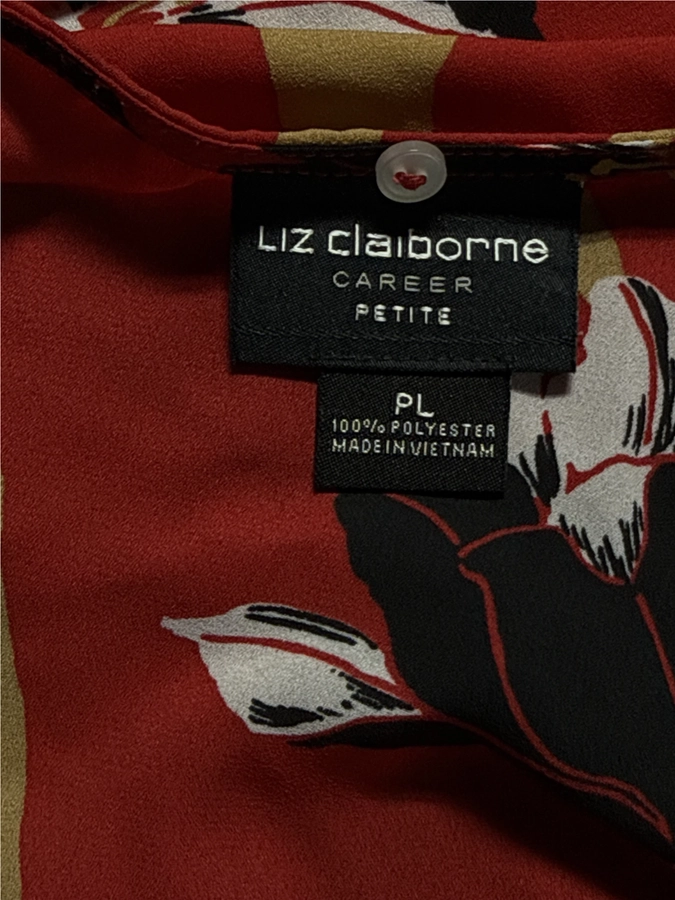 Liz claiborne
CAREER
PETITE
PL
100% POLYESTER
MADE IN VIETNAM